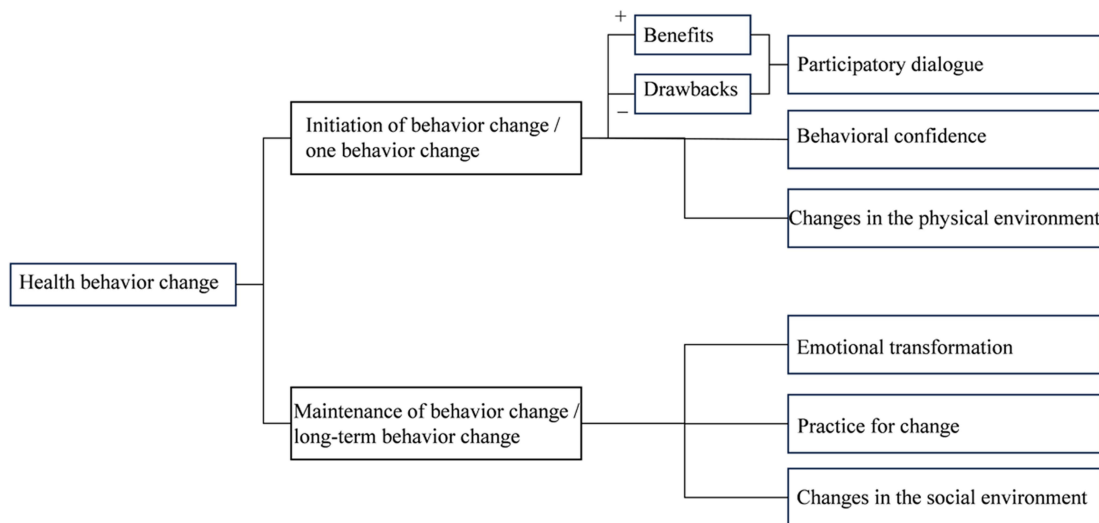 +
Benefits
Participatory dialogue
Drawbacks
−
Initiation of behavior change /
one behavior change
Behavioral confidence
Changes in the physical environment
Health behavior change
Emotional transformation
Maintenance of behavior change /
long-term behavior change
Practice for change
Changes in the social environment